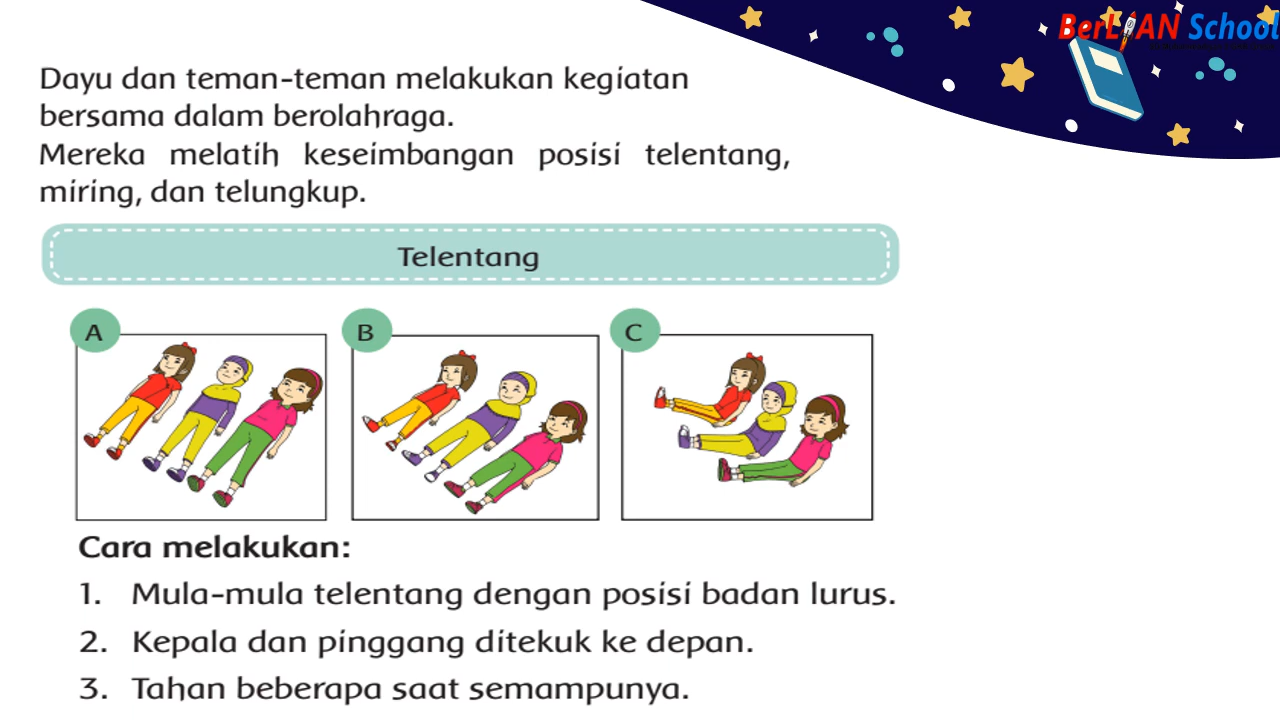 BerLIAN School
Dayu dan teman-teman melakukan kegiatan
bersama dalam berolahraga.
Mereka melatih keseimbangan posisi telentang,
miring, dan telungkup.
Telentang
A
B
C
Cara melakukan:
1. Mula-mula telentang dengan posisi badan lurus.
2. Kepala dan pinggang ditekuk ke depan.
3. Tahan beberapa saat semampunya.